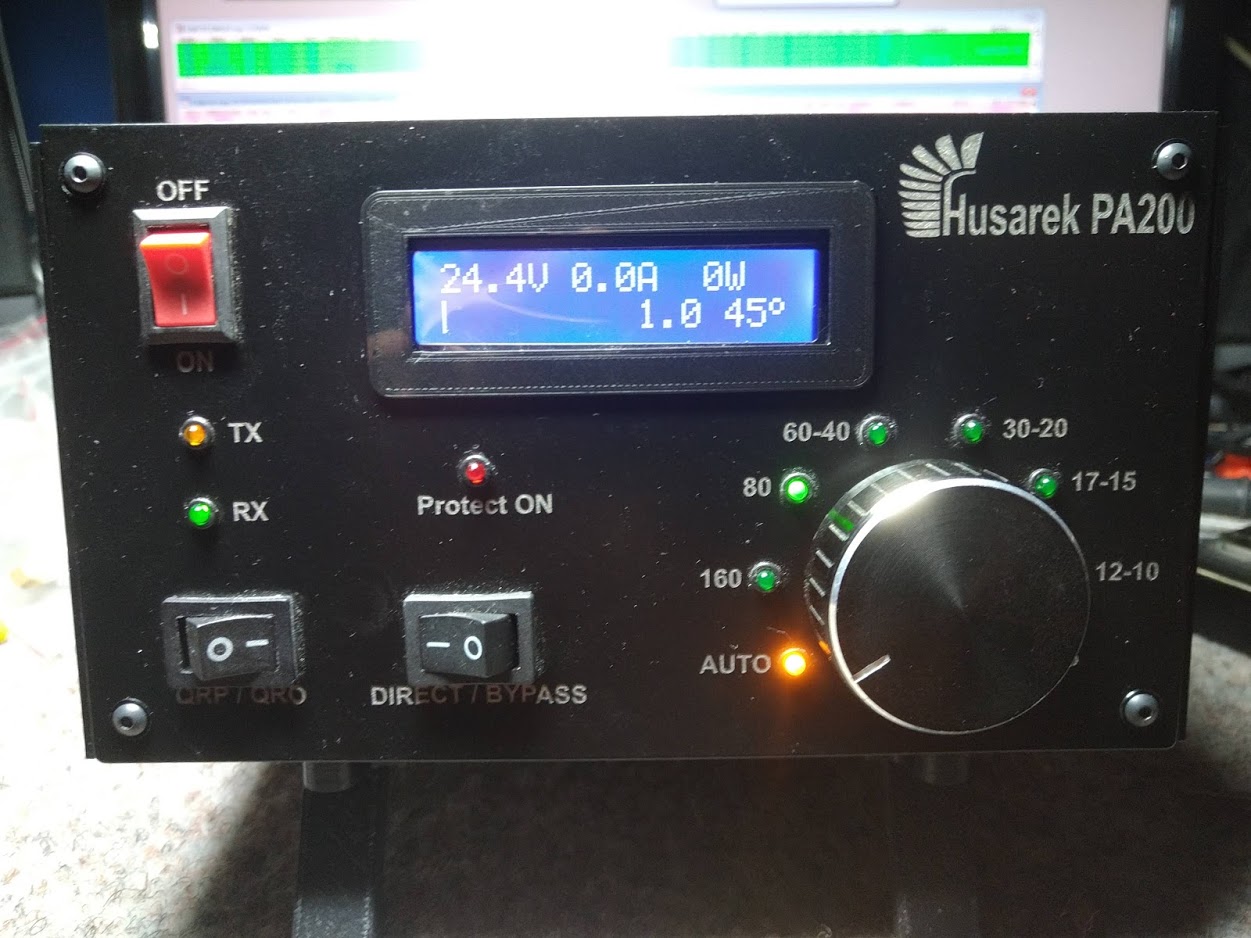 OFF
Husarek PA200
24.4V 0.0A 0W
1.0 45º
ON
TX
60-40
30-20
80
17-15
Protect ON
RX
160
12-10
AUTO
QRP / QRO
DIRECT / BYPASS